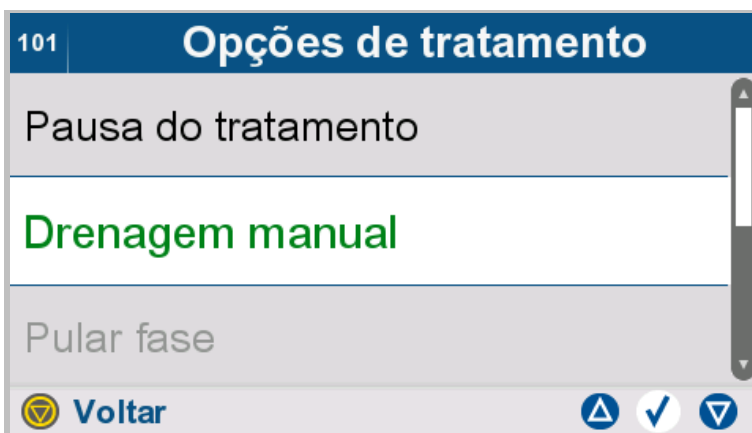 101
Opções de tratamento
Pausa do tratamento
Drenagem manual
Pular fase
Voltar